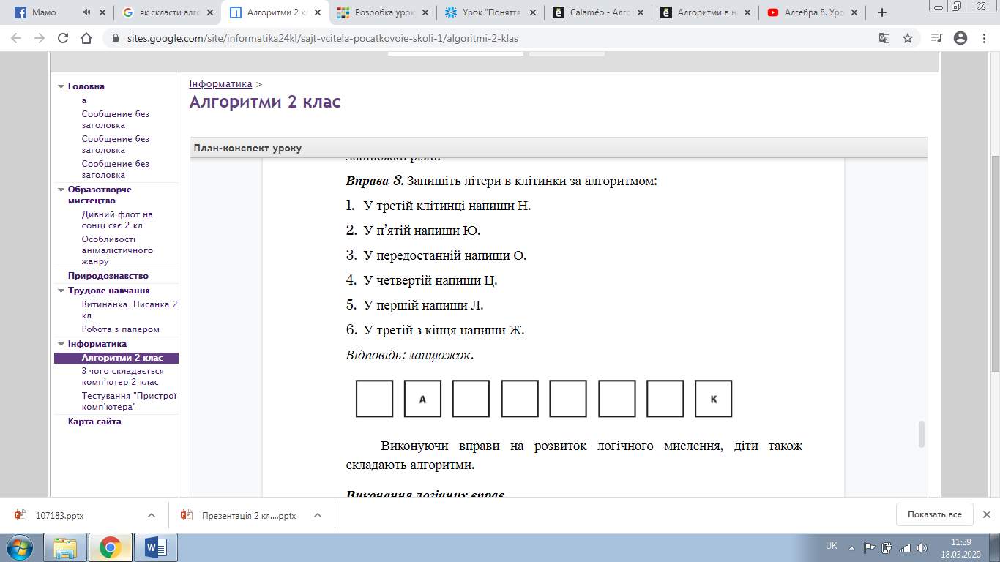 Мамо
як скласти алго
Алгоритми 2 кл
Розробка урок
Урок "Поняття
Calaméo - Алго
Алгоритми в на
Алгебра 8. Уро
sites.google.com/site/informatika24kl/sajt-vcitela-pocatkovoie-skoli-1/algoritmi-2-klas
Головна
а
Сообщение без
заголовка
Сообщение без
заголовка
Сообщение без
заголовка
Образотворче
мистецтво
Дивний флот на
сонці сяє 2 кл
Особливості
анімалістичного
жанру
Природознавство
Трудове навчання
Витинанка. Писанка 2
кл.
Робота з папером
Інформатика
Алгоритми 2 клас
З чого складається
комп'ютер 2 клас
Тестування "Пристрої
комп'ютера"
Карта сайта
Інформатика >
Алгоритми 2 клас
План-конспект уроку
ланцюжки різні.
Вправа 3. Запишіть літери в клітинки за алгоритмом:
1. У третій клітинці напиши Н.
2. У п’ятій напиши Ю.
3. У передостанній напиши О.
4. У четвертій напиши Ц.
5. У першій напиши Л.
6. У третій з кінця напиши Ж.
Відповідь: ланцюжок.
А К
Виконуючи вправи на розвиток логічного мислення, діти також
складають алгоритми.
Виконання логічних вправ
107183.pptx
Презентація 2 кл....pptx
Показать все
UK
11:39
18.03.2020